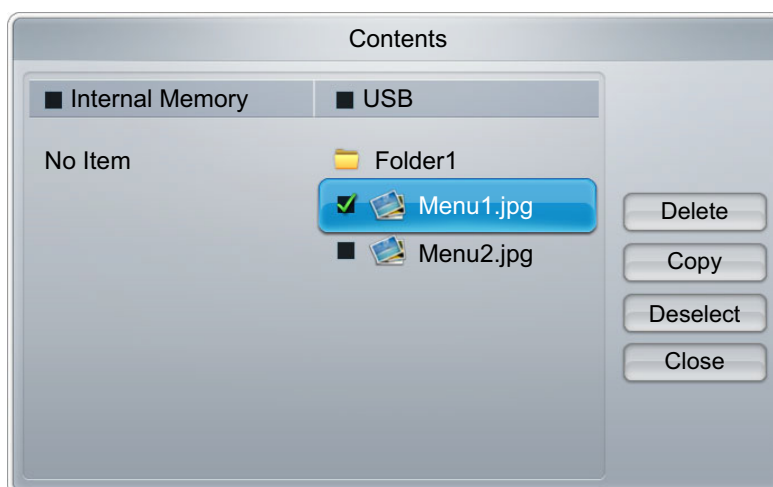 Contents
Internal Memory
USB
No Item
Folder1
Menu1.jpg
Menu2.jpg
Delete
Copy
Deselect
Close